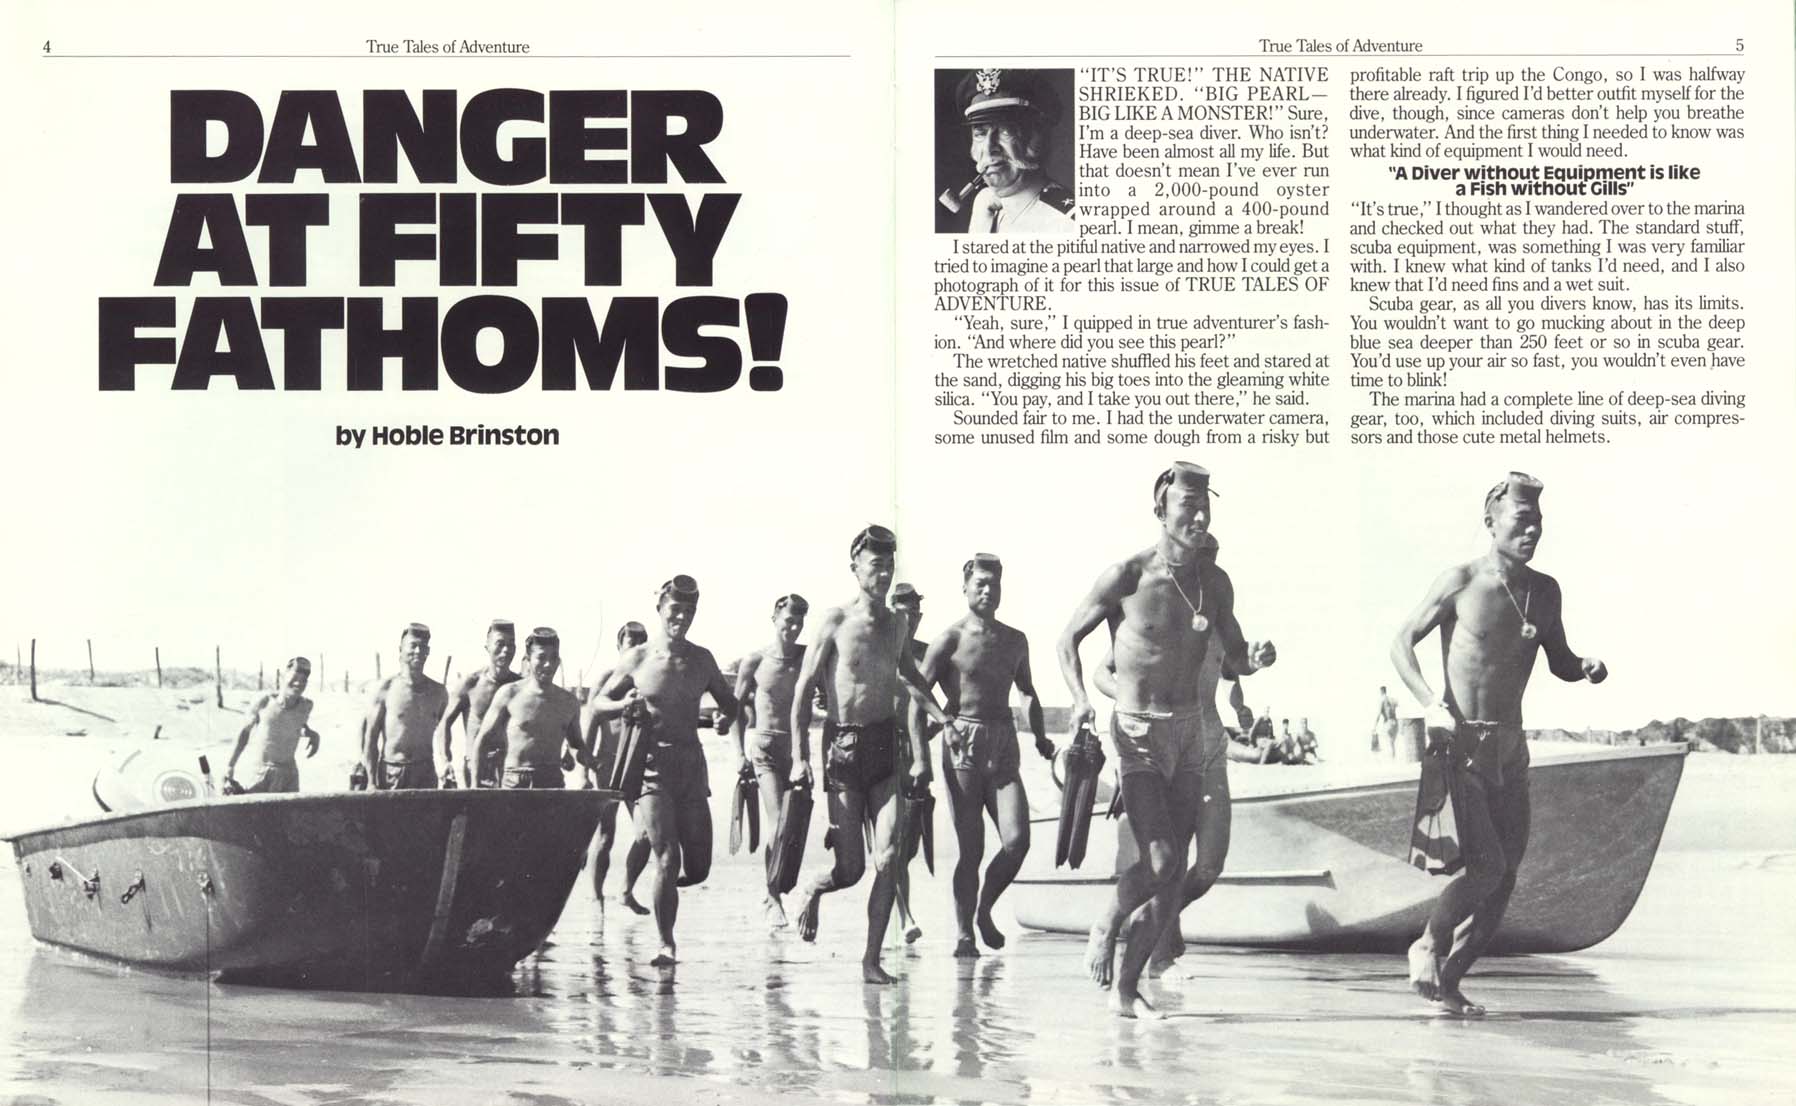 4
True Tales of Adventure
DANGER
AT FIFTY
FATHOMS!
by Hoble Brinston
True Tales of Adventure
5
“IT’S TRUE!” THE NATIVE
SHRIEKED. “BIG PEARL—
BIG LIKE A MONSTER!” Sure,
I’m a deep-sea diver. Who isn’t?
Have been almost all my life. But
that doesn’t mean I’ve ever run
into a 2,000-pound oyster
wrapped around a 400-pound
pearl. I mean, gimme a break!
I stared at the pitiful native and narrowed my eyes. I
tried to imagine a pearl that large and how I could get a
photograph of it for this issue of TRUE TALES OF
ADVENTURE.
“Yeah, sure,” I quipped in true adventurer’s fash-
ion. “And where did you see this pearl?”
The wretched native shuffled his feet and stared at
the sand, digging his big toes into the gleaming white
silica. “You pay, and I take you out there,” he said.
Sounded fair to me. I had the underwater camera,
some unused film and some dough from a risky but
profitable raft trip up the Congo, so I was halfway
there already. I figured I’d better outfit myself for the
dive, though, since cameras don’t help you breathe
underwater. And the first thing I needed to know was
what kind of equipment I would need.
“A Diver without Equipment is like
a Fish without Gills”
“It’s true,” I thought as I wandered over to the marina
and checked out what they had. The standard stuff,
scuba equipment, was something I was very familiar
with. I knew what kind of tanks I’d need, and I also
knew that I’d need fins and a wet suit.
Scuba gear, as all you divers know, has its limits.
You wouldn’t want to go mucking about in the deep
blue sea deeper than 250 feet or so in scuba gear.
You’d use up your air so fast, you wouldn’t even have
time to blink!
The marina had a complete line of deep-sea diving
gear, too, which included diving suits, air compres-
sors and those cute metal helmets.